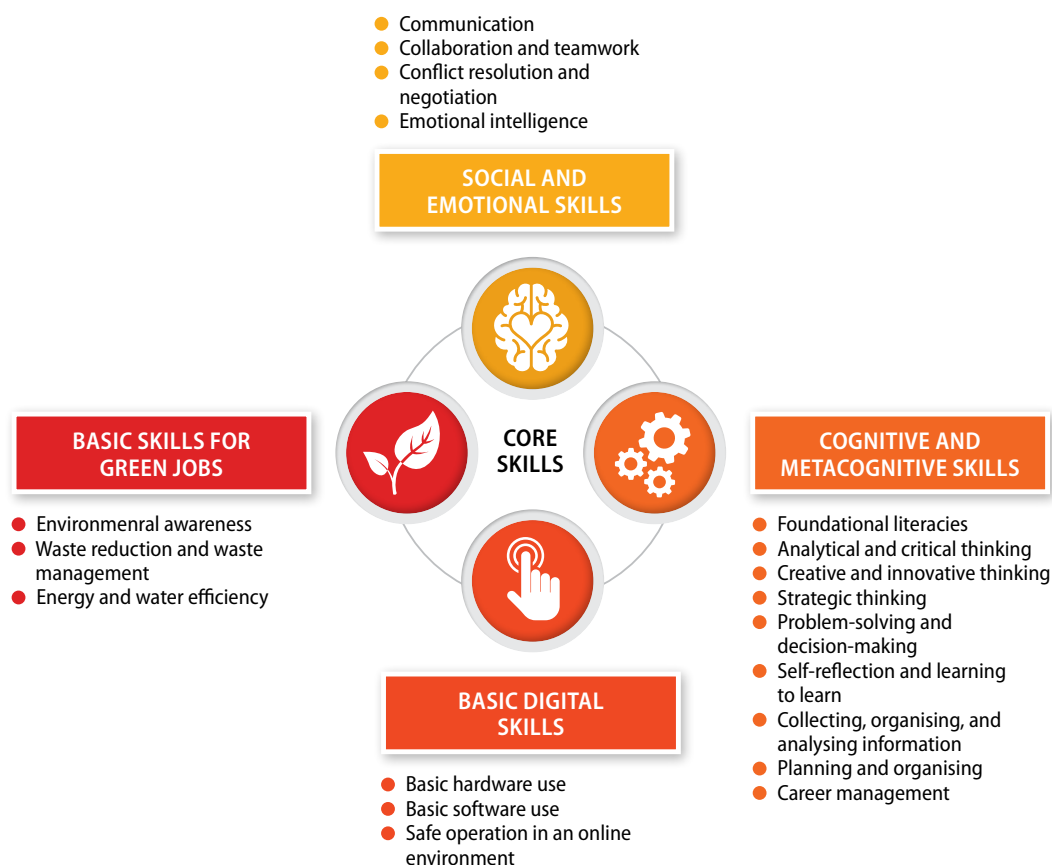 Communication
Collaboration and teamwork
Conflict resolution and
negotiation
Emotional intelligence
SOCIAL AND
EMOTIONAL SKILLS
BASIC SKILLS FOR
GREEN JOBS
Environmenral awareness
Waste reduction and waste
management
Energy and water efficiency
CORE
SKILLS
COGNITIVE AND
METACOGNITIVE SKILLS
Foundational literacies
Analytical and critical thinking
Creative and innovative thinking
Strategic thinking
Problem-solving and
decision-making
Self-reflection and learning
to learn
Collecting, organising, and
analysing information
Planning and organising
Career management
BASIC DIGITAL
SKILLS
Basic hardware use
Basic software use
Safe operation in an online
environment